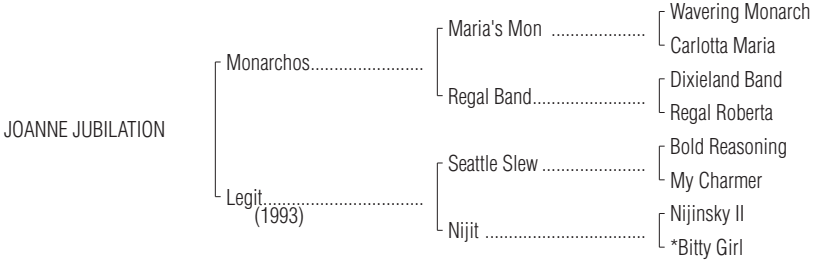 Wavering Monarch
Maria's Mon ....................
Carlotta Maria
Monarchos........................
Dixieland Band
Regal Band........................
Regal Roberta
JOANNE JUBILATION
Bold Reasoning
Seattle Slew ......................
My Charmer
Legit..................................
(1993)
Nijinsky II
Nijit ..................................
*Bitty Girl